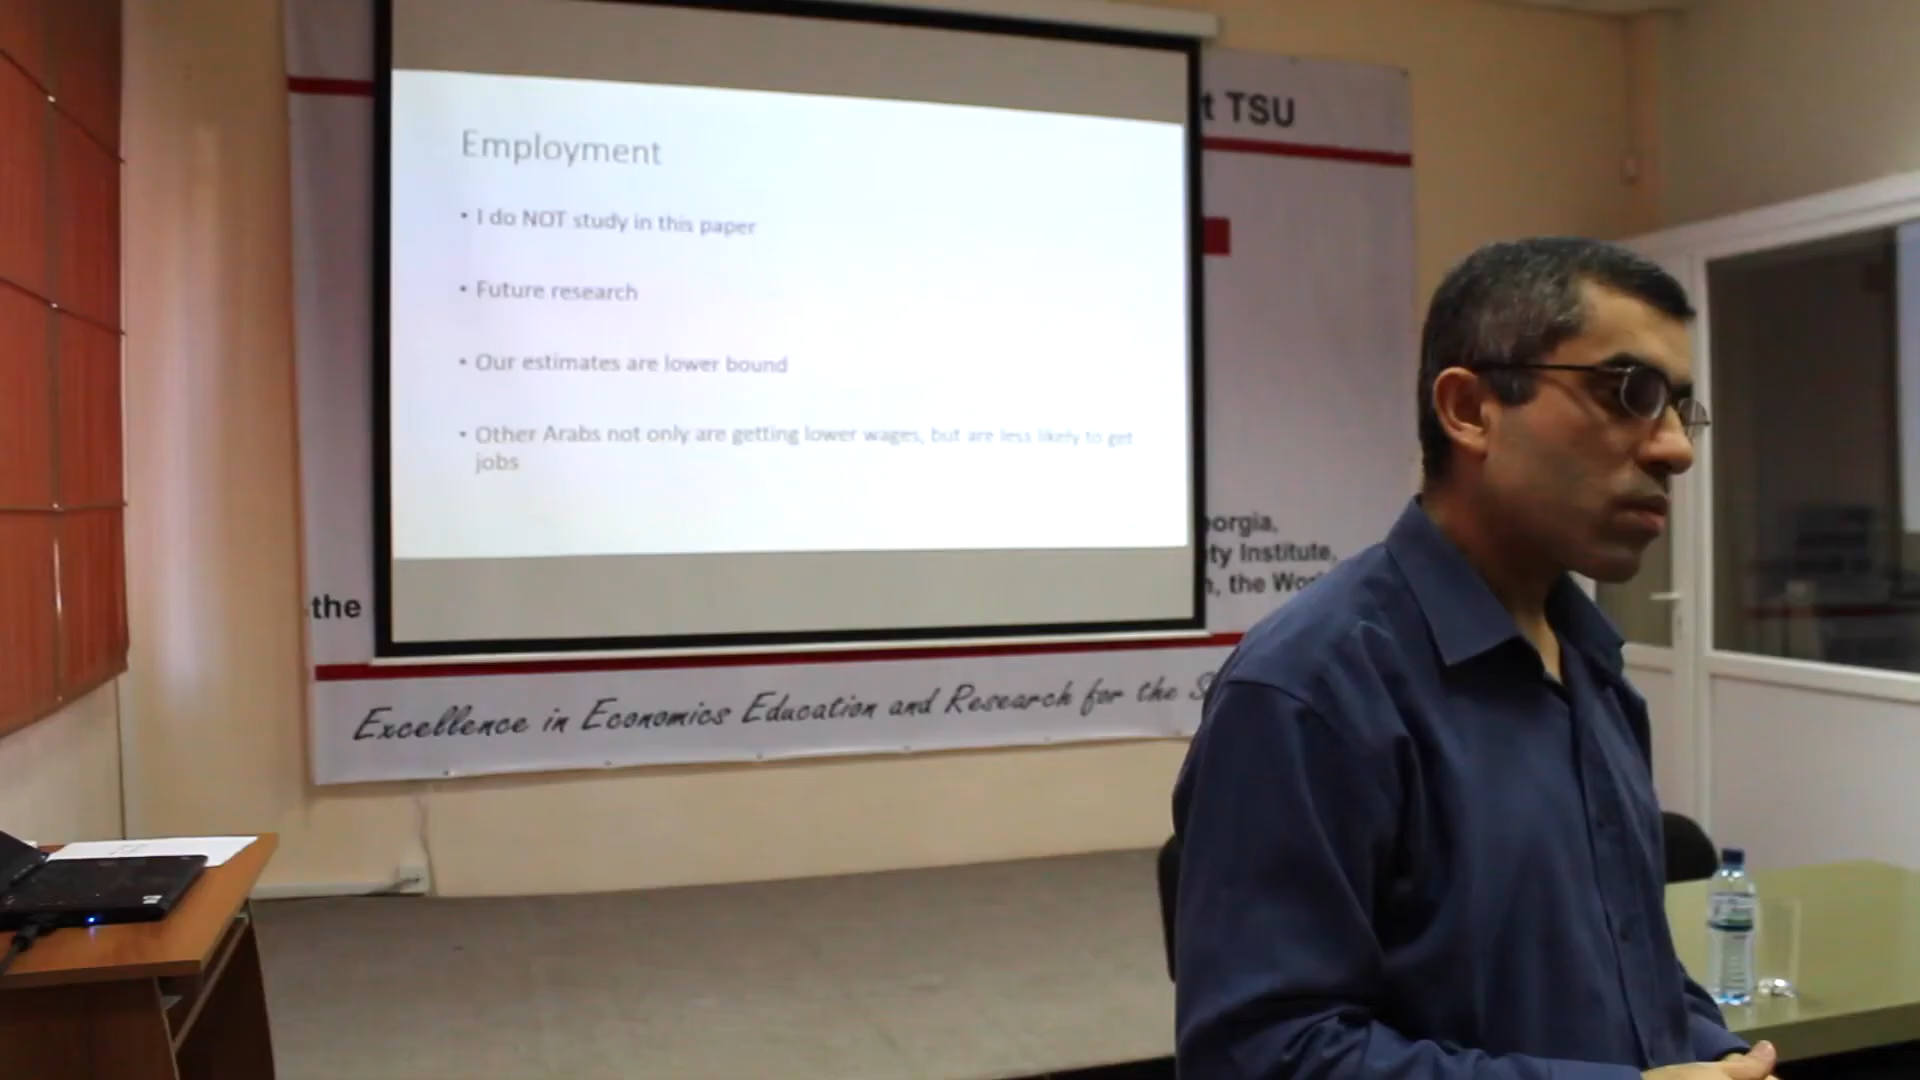 t TSU
Employment
• I do NOT study in this paper
• Future research
• Our estimates are lower bound
• Other Arabs not only are getting lower wages, but are less likely to get
jobs
eorgia,
ty Institute,
the
, the Wor
Excellence in Economics Education and Research for the S